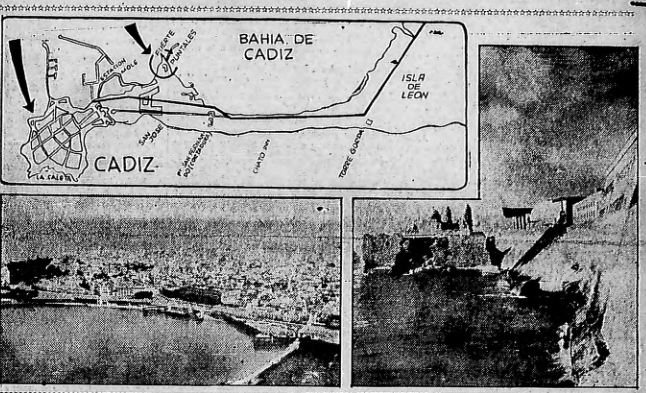 BAHIA DE
CADIZ
FUERTE
PUNTALES
ESTACION
ISLA
DE
LEON
SAN
JOSE
TORRE GORDA
CADIZ
LA CALETA